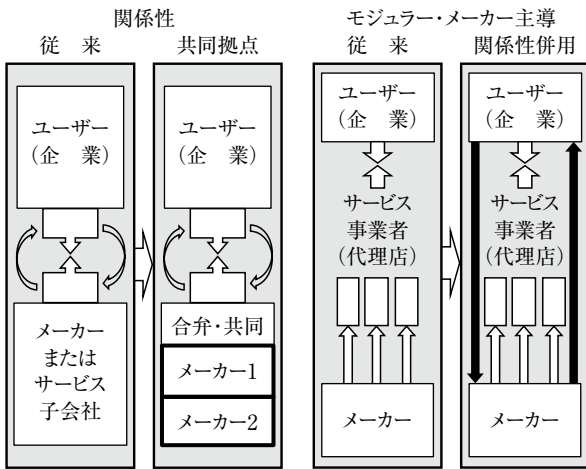 関係性
従　来
共同拠点
ユーザー
（企　業）
メーカー
または
サービス
子会社
ユーザー
（企　業）
合弁・共同
メーカー1
メーカー2
モジュラー・メーカー主導
従　来
関係性併用
ユーザー
（企　業）
サービス
事業者
（代理店）
メーカー
ユーザー
（企　業）
サービス
事業者
（代理店）
メーカー